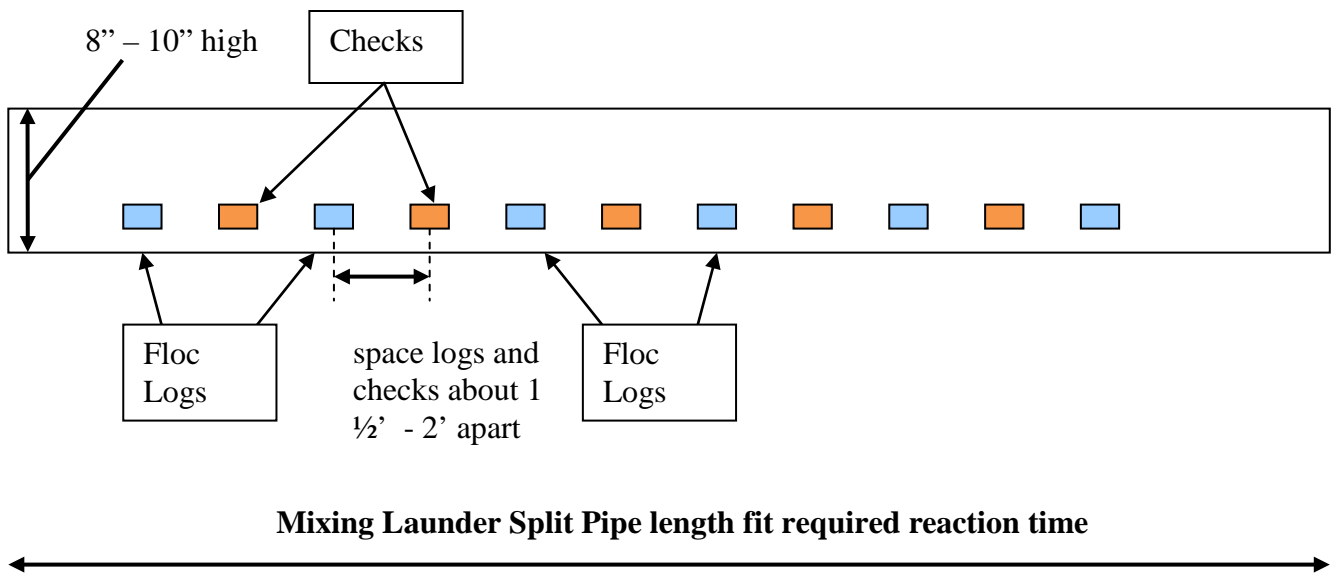 8” – 10” high
Checks
Floc
Logs
space logs and
checks about 1
½’ - 2’ apart
Floc
Logs
Mixing Launder Split Pipe length fit required reaction time